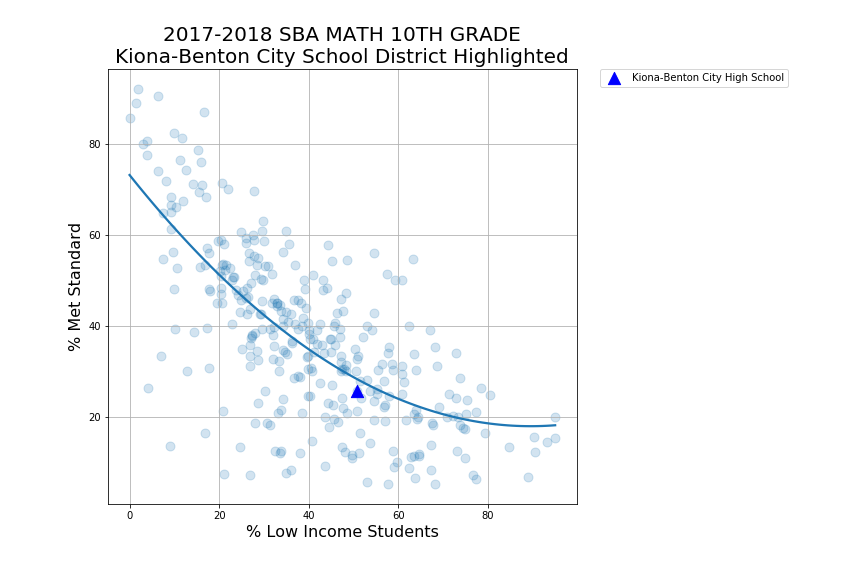 2017-2018 SBA MATH 10TH GRADE
Kiona-Benton City School District Highlighted
Kiona-Benton City High School
% Met Standard
80
60
40
20
0
20
40
60
80
% Low Income Students